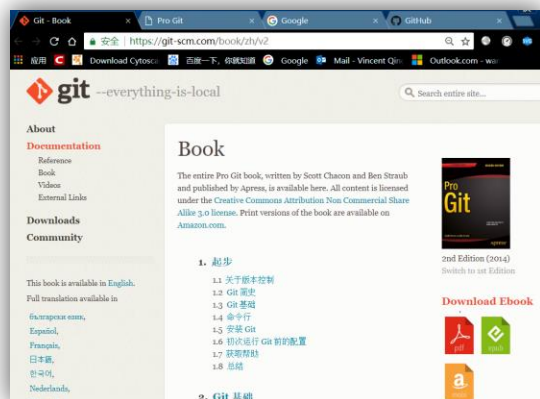 Git - Book
Pro Git
Google
GitHub
安全 | https://git-scm.com/book/zh/v2
应用
Download Cytosca
百度一下，你就知道
Google
Mail - Vincent Qin
Outlook.com - wa
git --everything-is-local
Search entire site...
About
Documentation
Reference
Book
Videos
External Links
Downloads
Community
This book is available in English.
Full translation available in
български език,
Español,
Français,
日本語,
한국어,
Nederlands,
Book
The entire Pro Git book, written by Scott Chacon and Ben Straub
and published by Apress, is available here. All content is licensed
under the Creative Commons Attribution Non Commercial Share
Alike 3.0 license. Print versions of the book are available on
Amazon.com.
1. 起步
1.1 关于版本控制
1.2 Git 简史
1.3 Git 基础
1.4 命令行
1.5 安装 Git
1.6 初次运行 Git 前的配置
1.7 获取帮助
1.8 总结
2. Git 基础
Pro
Git
apress
2nd Edition (2014)
Switch to 1st Edition
Download Ebook
pdf
epub
a